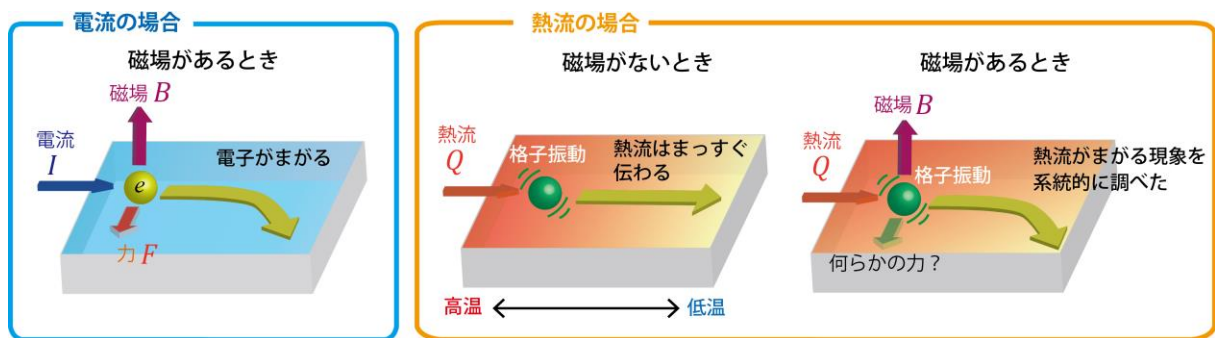 電流の場合
磁場があるとき
磁場 B
電流
I
電子がまがる
e
力 F
熱流の場合
磁場がないとき
熱流
Q
格子振動
熱流はまっすぐ
伝わる
高温
低温
磁場があるとき
磁場 B
熱流
Q
格子振動
熱流がまがる現象を
系統的に調べた
何らかの力？